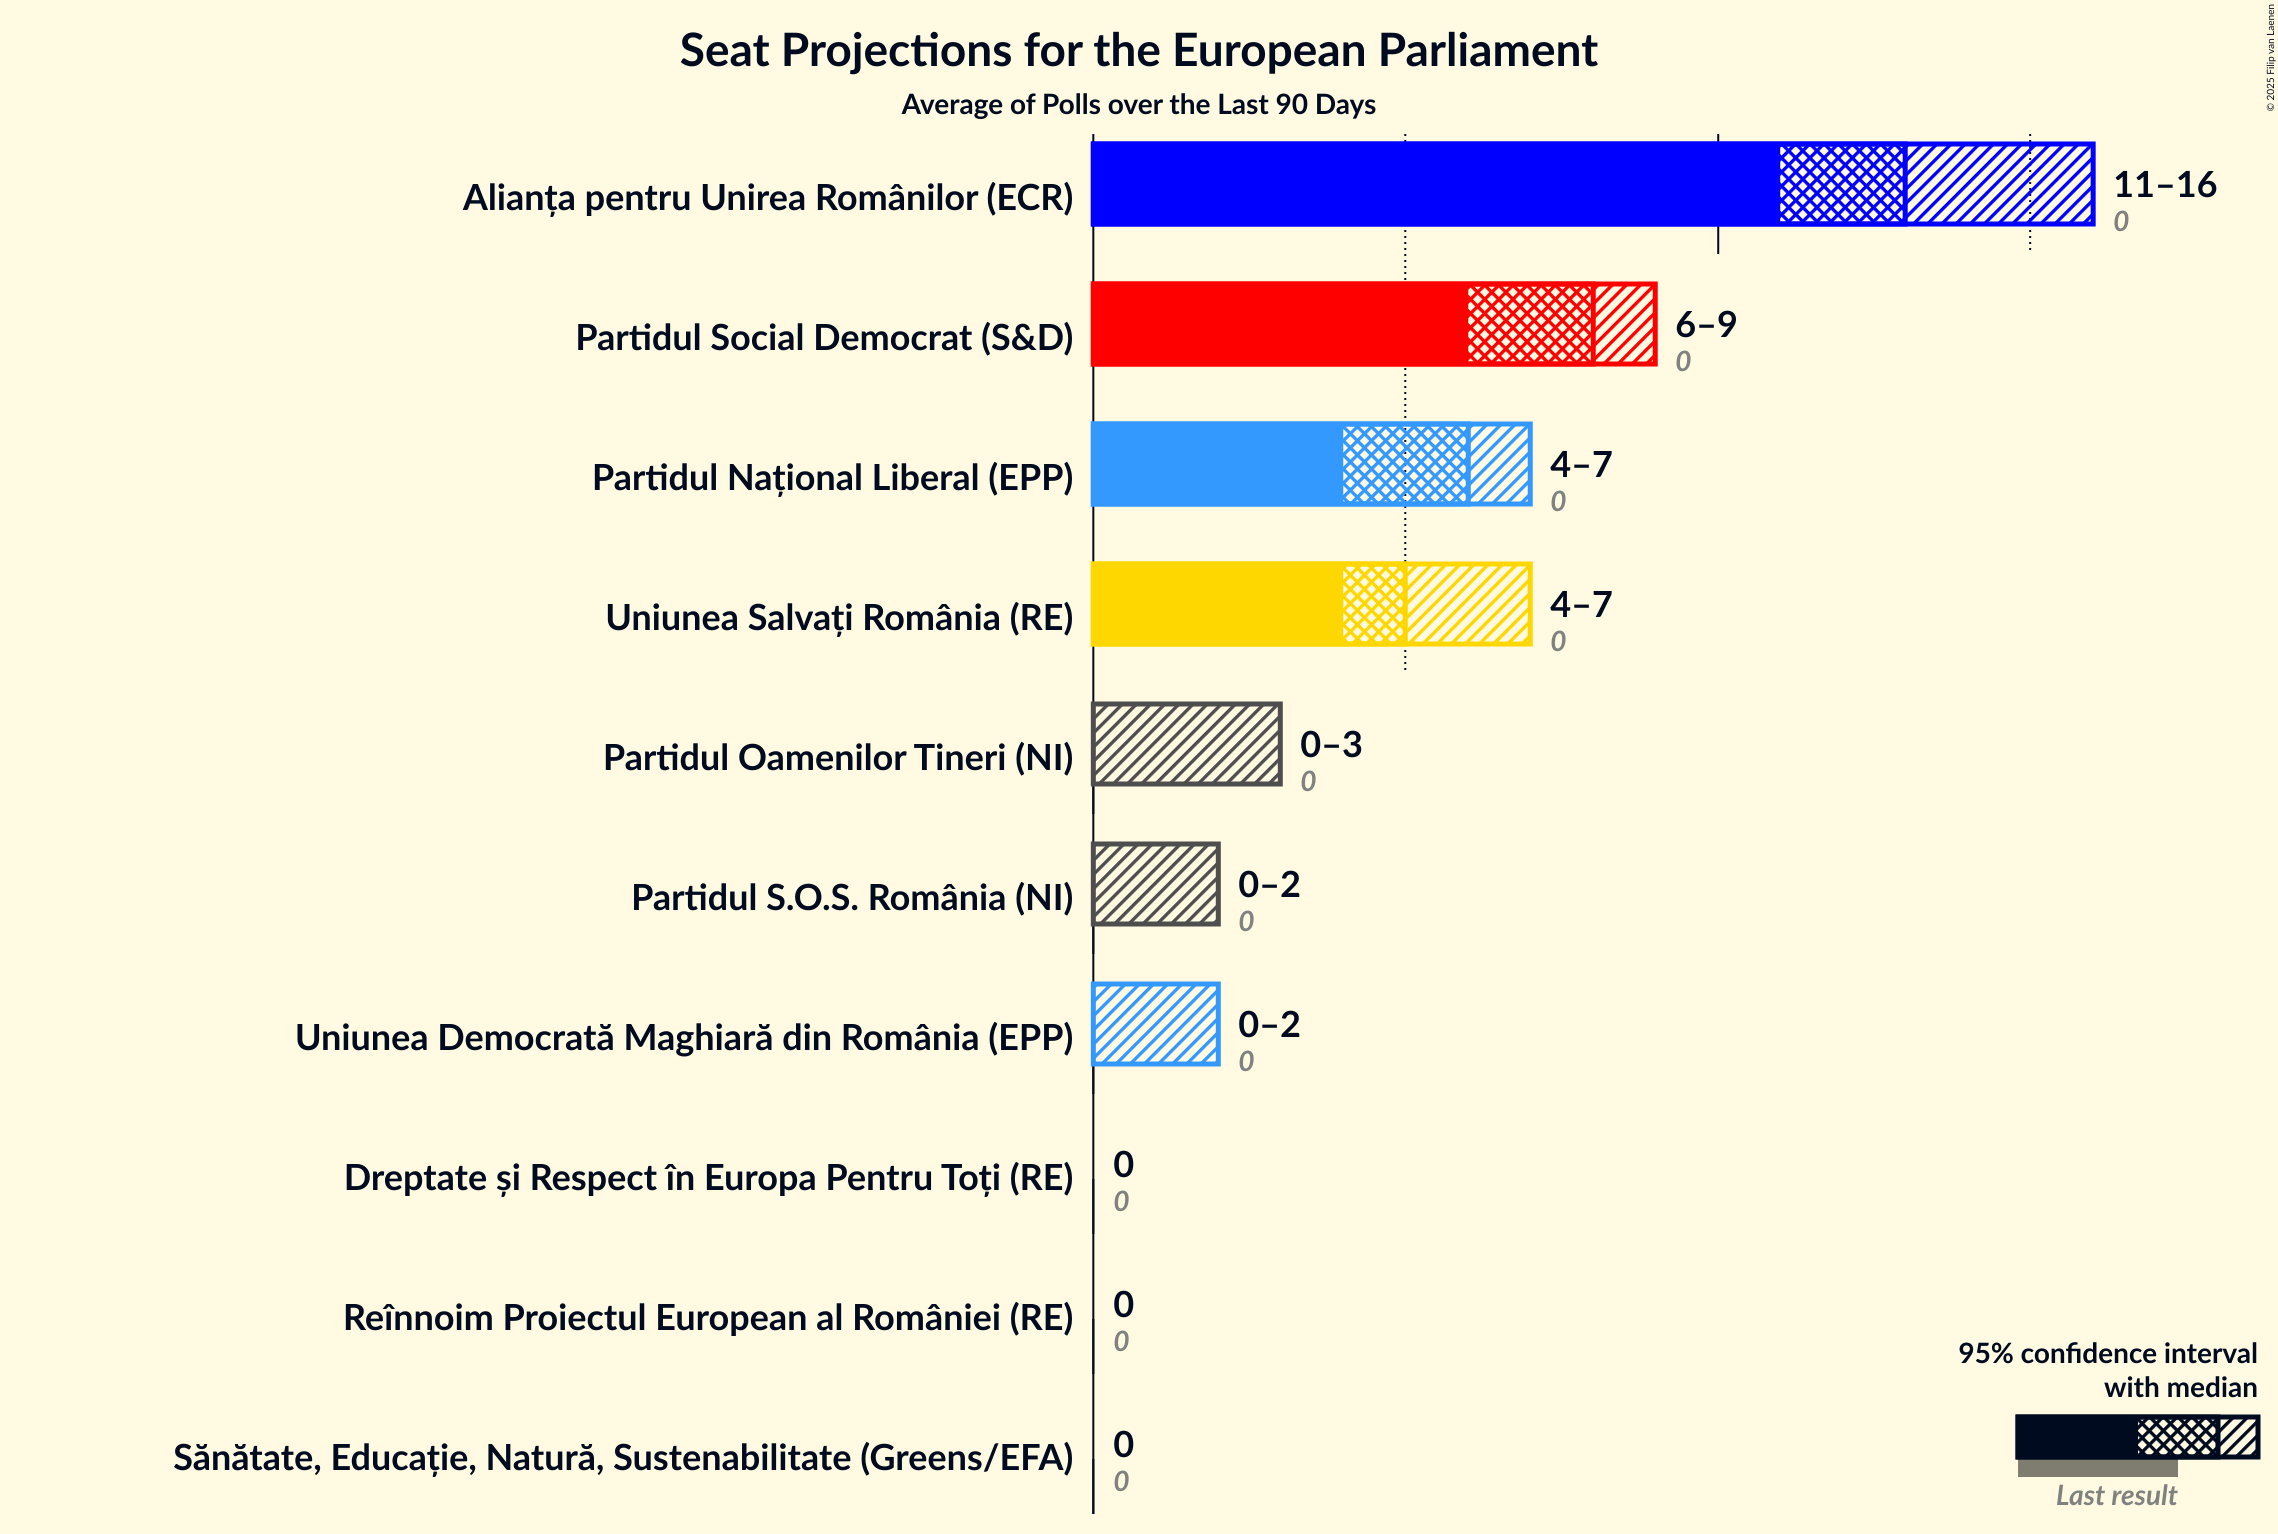 © 2025 Filip van Laenen
Seat Projections for the European Parliament
Average of Polls over the Last 90 Days
Alianța pentru Unirea Românilor (ECR)
11–16
0
Partidul Social Democrat (S&D)
6–9
0
Partidul Național Liberal (EPP)
4–7
0
Uniunea Salvați România (RE)
4–7
0
Partidul Oamenilor Tineri (NI)
0–3
0
Partidul S.O.S. România (NI)
0–2
0
Uniunea Democrată Maghiară din România (EPP)
0–2
0
Dreptate și Respect în Europa Pentru Toți (RE)
0
0
Reînnoim Proiectul European al României (RE)
0
0
Sănătate, Educație, Natură, Sustenabilitate (Greens/EFA)
0
0
95% confidence interval
with median
Last result